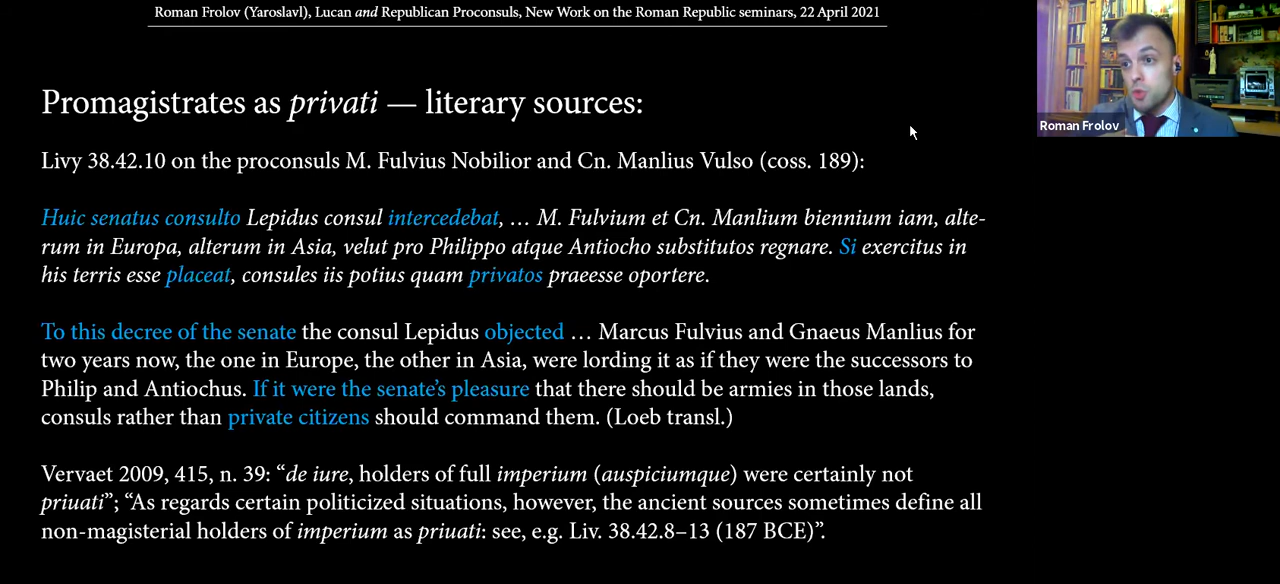 Roman Frolov (Yaroslavl), Lucan and Republican Proconsuls, New Work on the Roman Republic seminars, 22 April 2021
Promagistrates as privati — literary sources:
Livy 38.42.10 on the proconsuls M. Fulvius Nobilior and Cn. Manlius Vulso (coss. 189):
Huic senatus consulto Lepidus consul intercedebat, … M. Fulvium et Cn. Manlium biennium iam, alte-
rum in Europa, alterum in Asia, velut pro Philippo atque Antiocho substitutos regnare. Si exercitus in
his terris esse placeat, consules iis potius quam privatos praeesse oportere.
To this decree of the senate the consul Lepidus objected … Marcus Fulvius and Gnaeus Manlius for
two years now, the one in Europe, the other in Asia, were lording it as if they were the successors to
Philip and Antiochus. If it were the senate’s pleasure that there should be armies in those lands,
consuls rather than private citizens should command them. (Loeb transl.)
Vervaet 2009, 415, n. 39: “de iure, holders of full imperium (auspiciumque) were certainly not
priuati”; “As regards certain politicized situations, however, the ancient sources sometimes define all
non-magisterial holders of imperium as priuati: see, e.g. Liv. 38.42.8–13 (187 BCE)”.
Roman Frolov